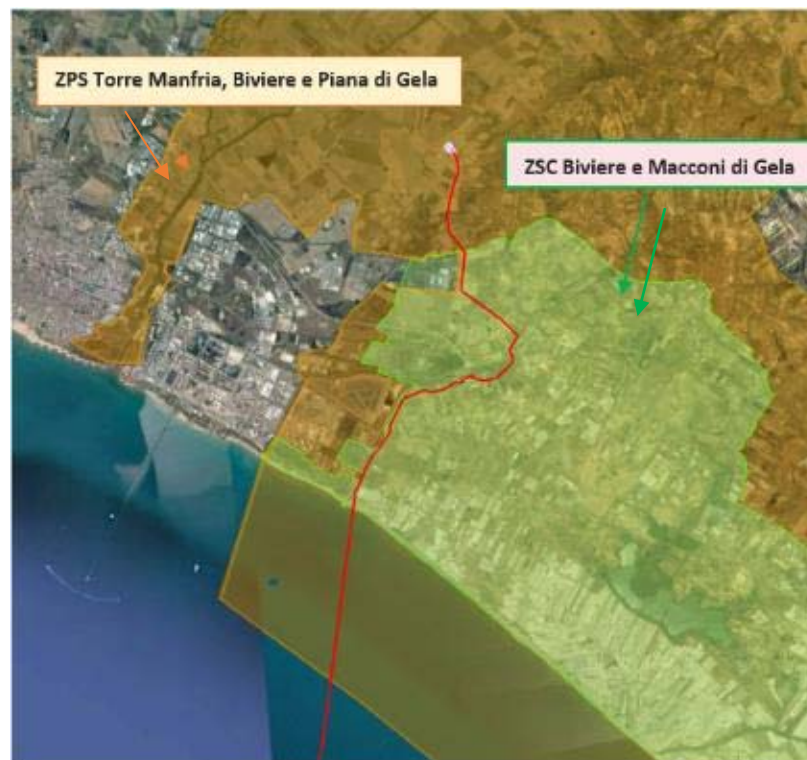 ZPS Torre Manfria, Biviere e Piana di Gela
ZSC Biviere e Macconi di Gela